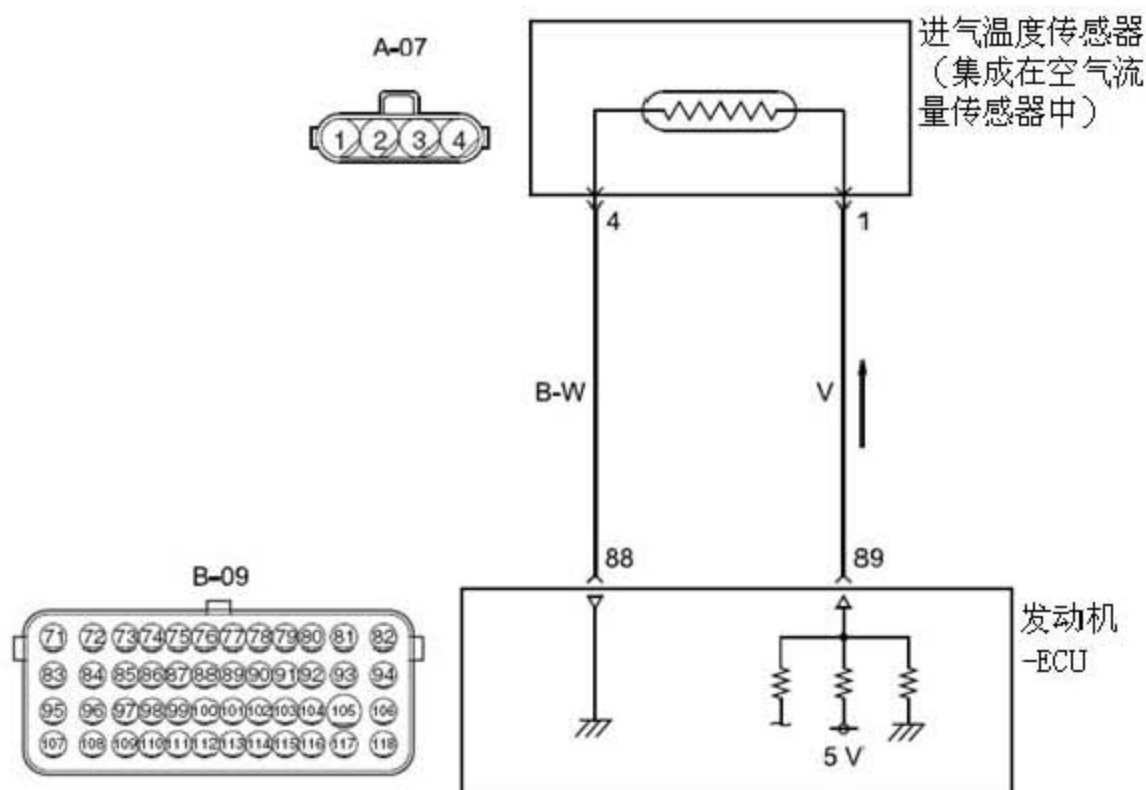 A-07
1 2 3 4
进气温度传感器
（集成在空气流
量传感器中）
4
1
B-W
V
88
89
B-09
71 72 73 74 75 76 77 78 79 80 81 82
83 84 85 86 87 88 89 90 91 92 93 94
95 96 97 98 99 100 101 102 103 104 105 106
107 108 109 110 111 112 113 114 115 116 117 118
5 V
发动机
-ECU